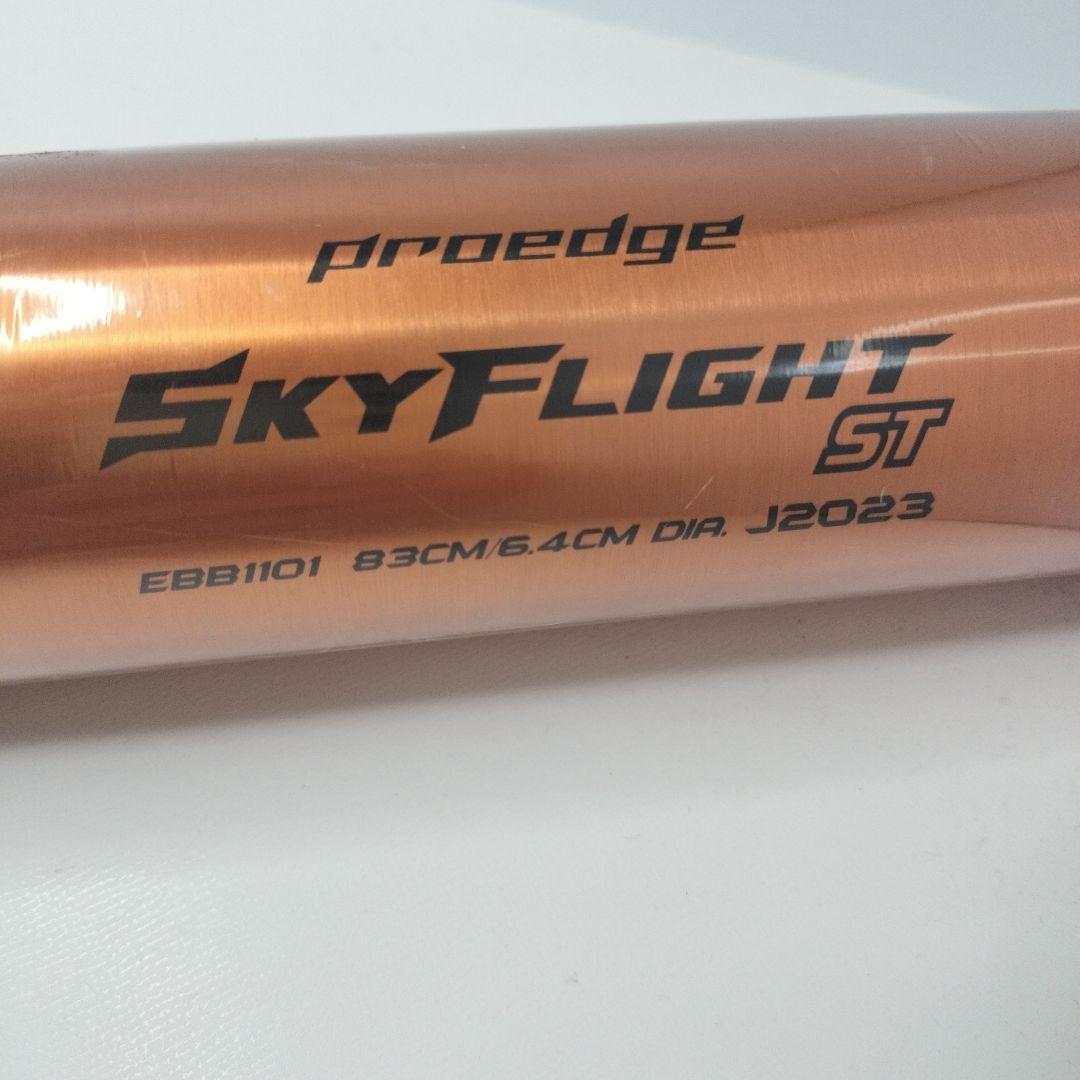 proedge
SKYFLIGHT
ST
EBB1101 83CM/6.4CM DIA. J2023